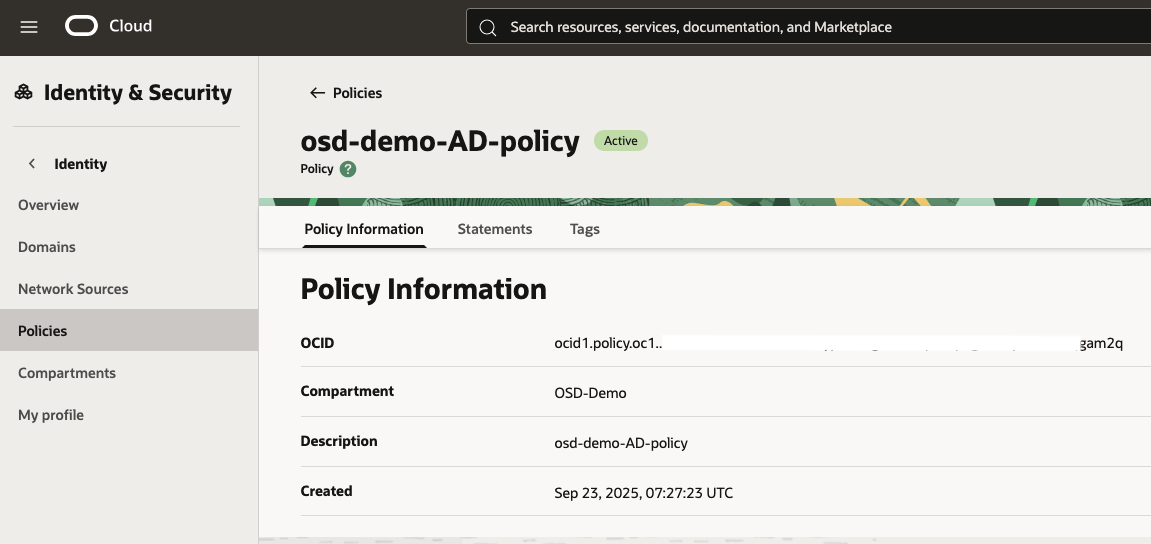 Cloud
Search resources, services, documentation, and Marketplace
Identity & Security
Identity
Overview
Domains
Network Sources
Policies
Compartments
My profile
Policies
osd-demo-AD-policy Active
Policy ?
Policy Information Statements Tags
Policy Information
OCID ocid1.policy.oc1.. gam2q
Compartment OSD-Demo
Description osd-demo-AD-policy
Created Sep 23, 2025, 07:27:23 UTC